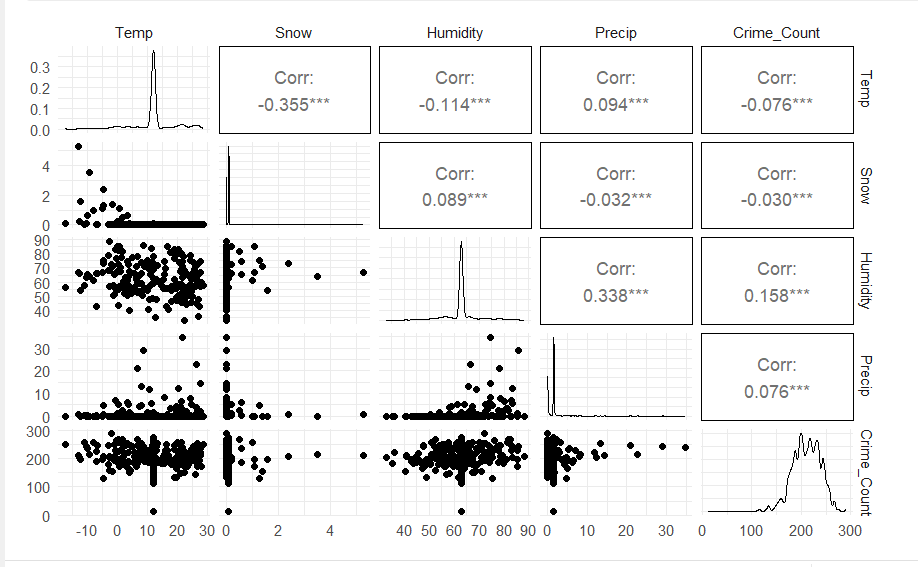 Temp Snow Humidity Precip Crime_Count
0.3
0.2
0.1
0.0
Corr:
-0.355***
Corr:
-0.114***
Corr:
0.094***
Corr:
-0.076***
Temp
4
2
0
Corr:
0.089***
Corr:
-0.032***
Corr:
-0.030***
Snow
90
80
70
60
50
40
Corr:
0.338***
Corr:
0.158***
Humidity
30
20
10
0
Corr:
0.076***
Precip
300
200
100
0
Crime_Count
-10 0 10 20 30 0 2 4 40 50 60 70 80 90 0 10 20 30 0 100 200 300